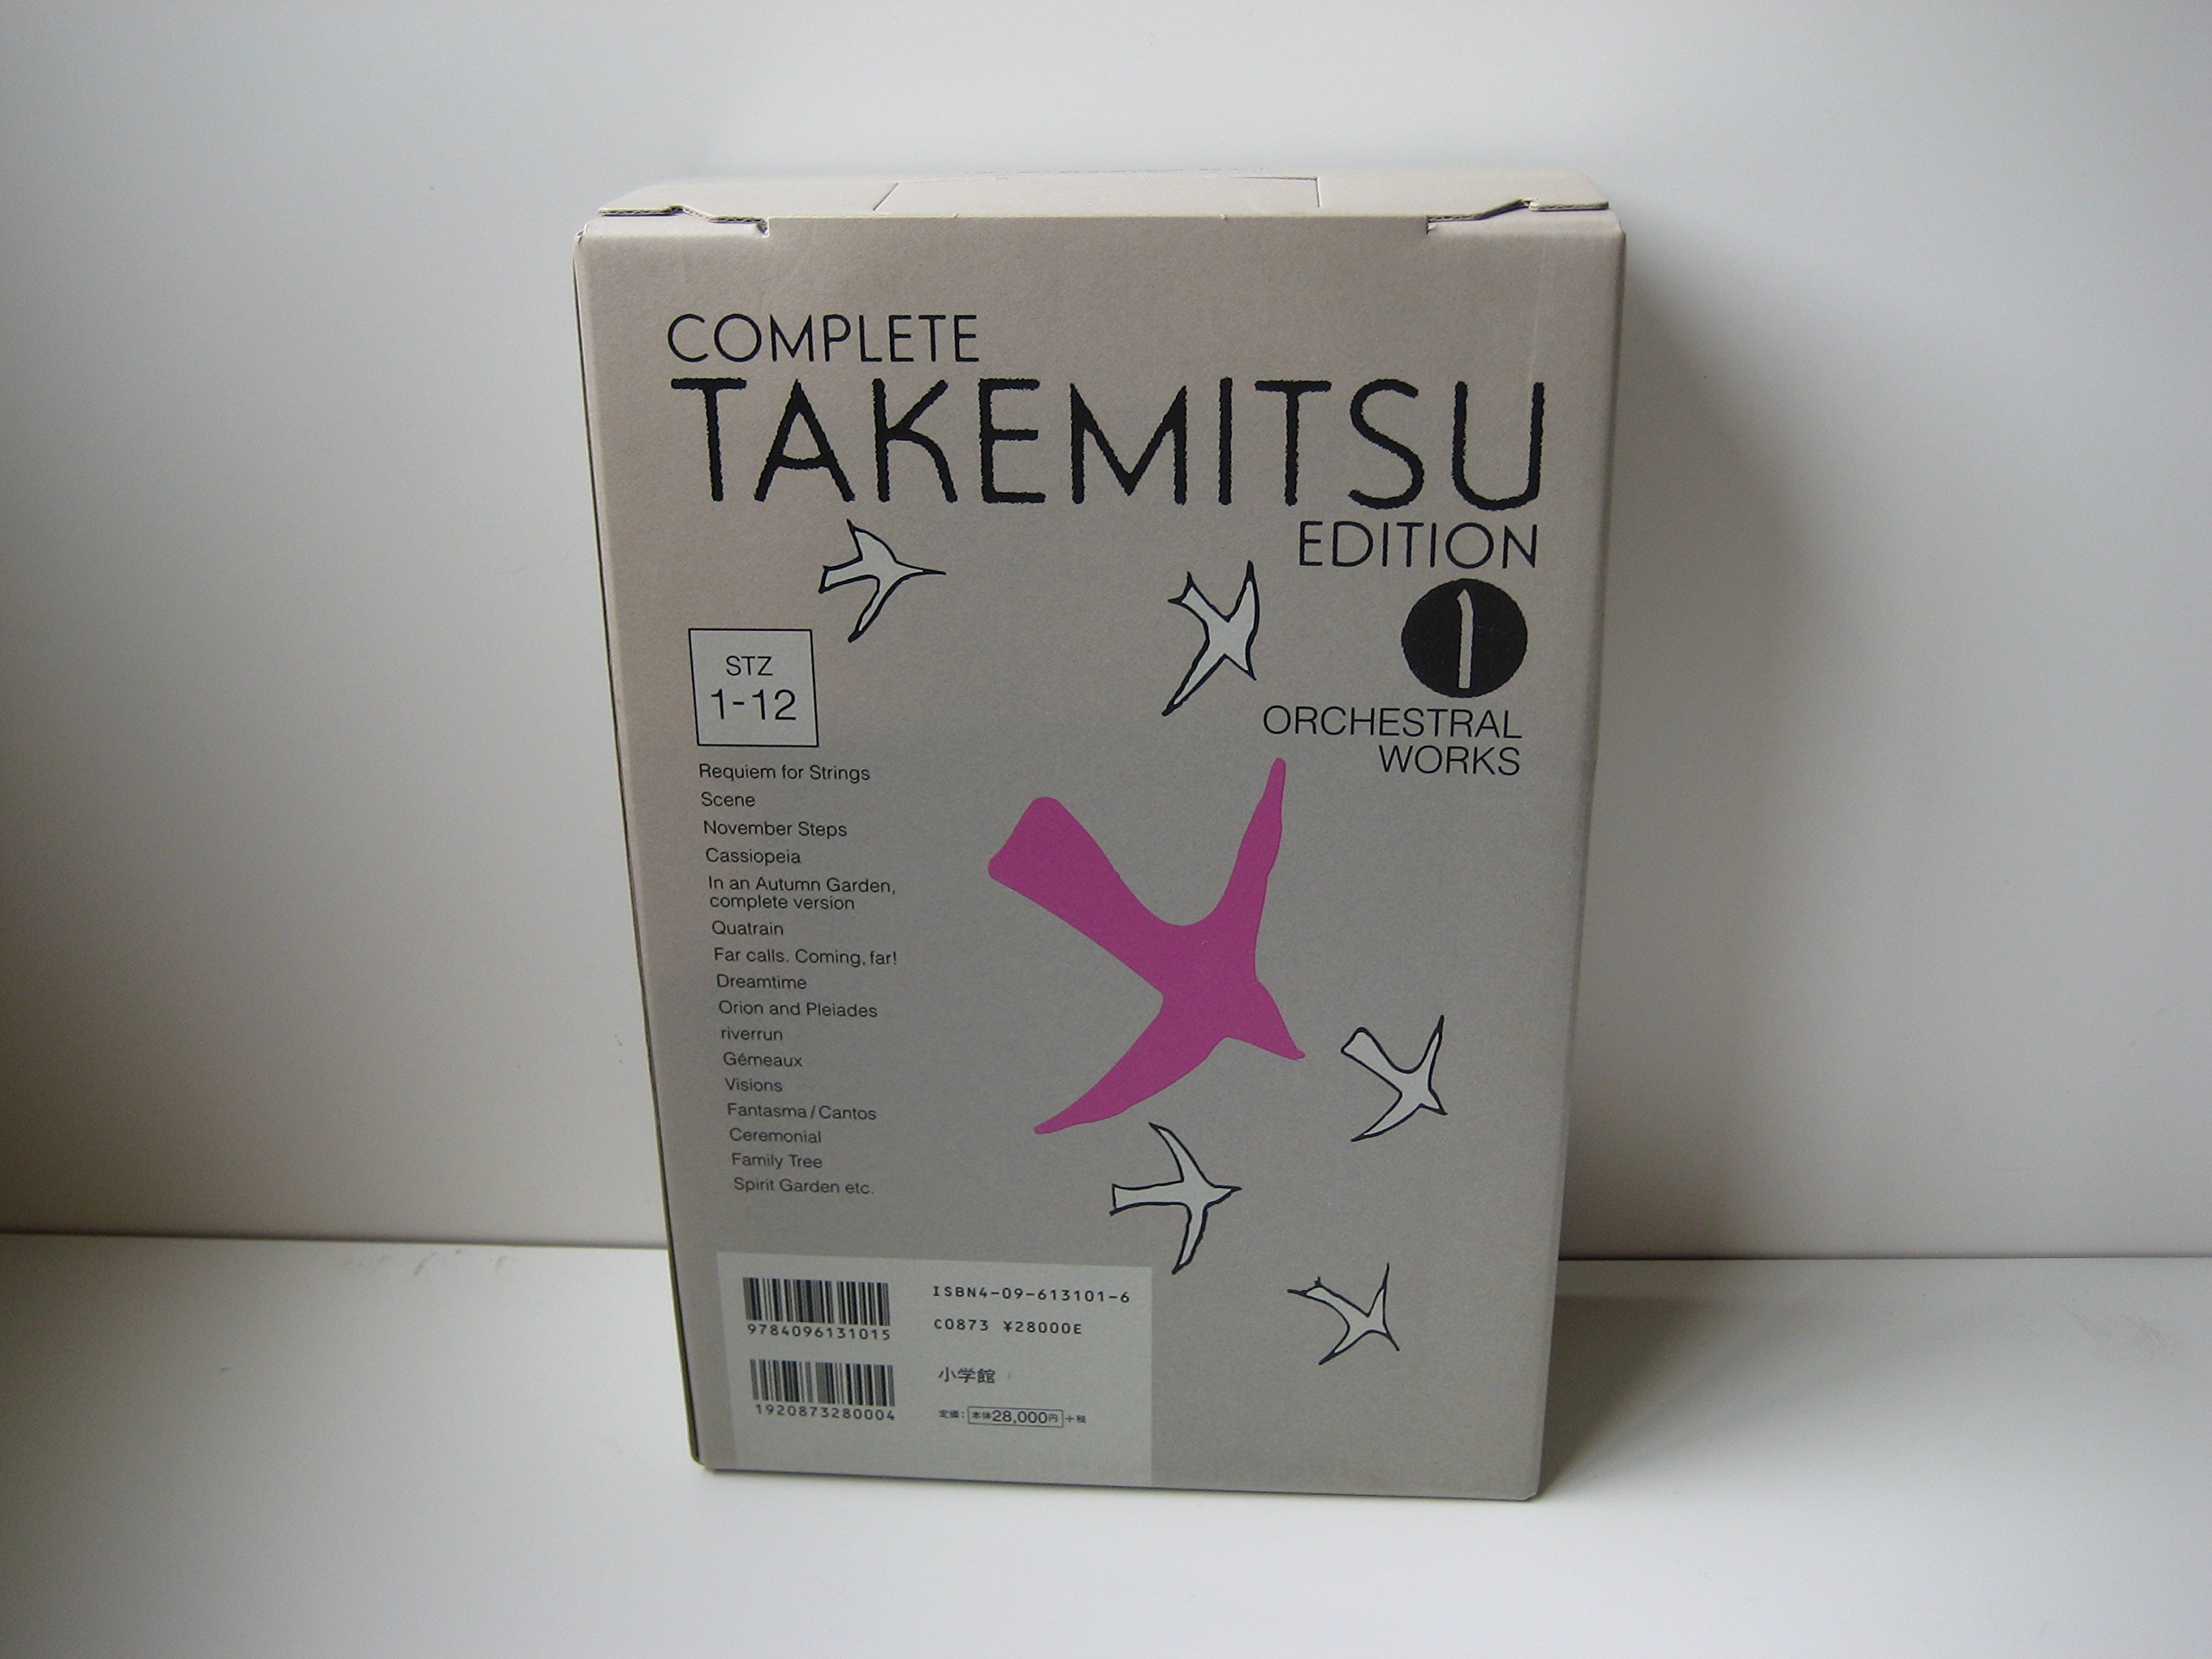 COMPLETE
TAKEMITSU
EDITION
1
ORCHESTRAL
WORKS
STZ
1-12
Requiem for Strings
Scene
November Steps
Cassiopeia
In an Autumn Garden,
complete version
Quatrain
Far calls. Coming, far!
Dreamtime
Orion and Pleiades
riverrun
Gémeaux
Visions
Fantasma/Cantos
Ceremonial
Family Tree
Spirit Garden etc.
9784096131015
1920873280004
ISBN4-09-613101-6
C0873 ¥28000E
小学館
定価：本体28,000円+税